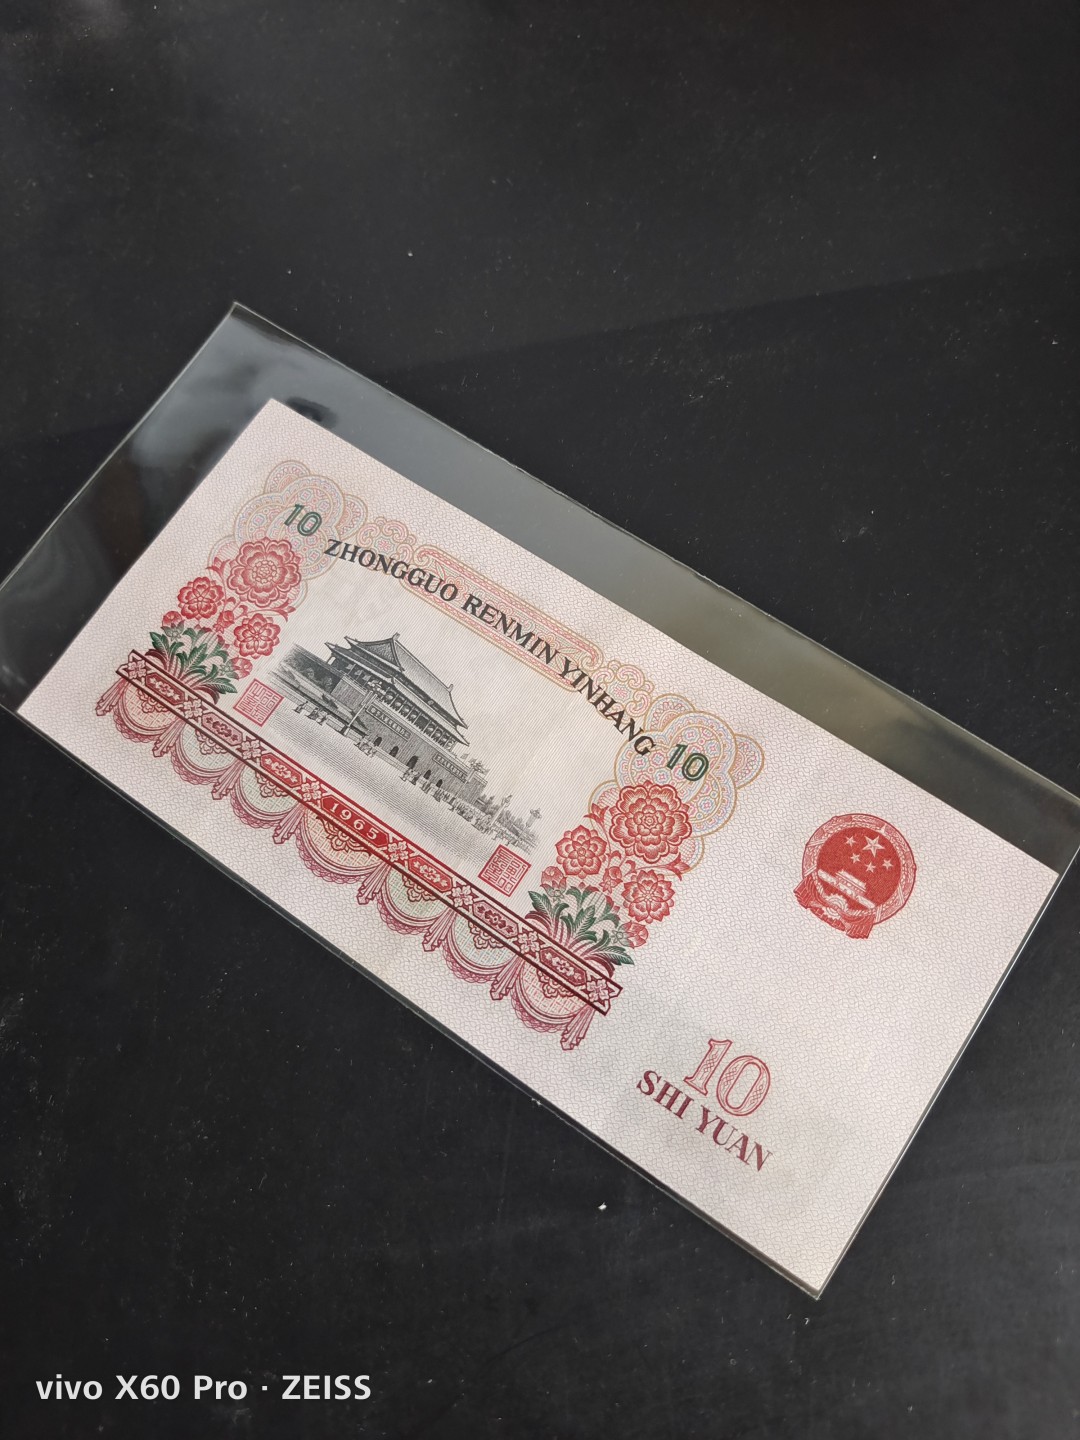 10
ZHONGGUO RENMIN YINHANG
10
1965
10
SHI YUAN
vivo X60 Pro · ZEISS